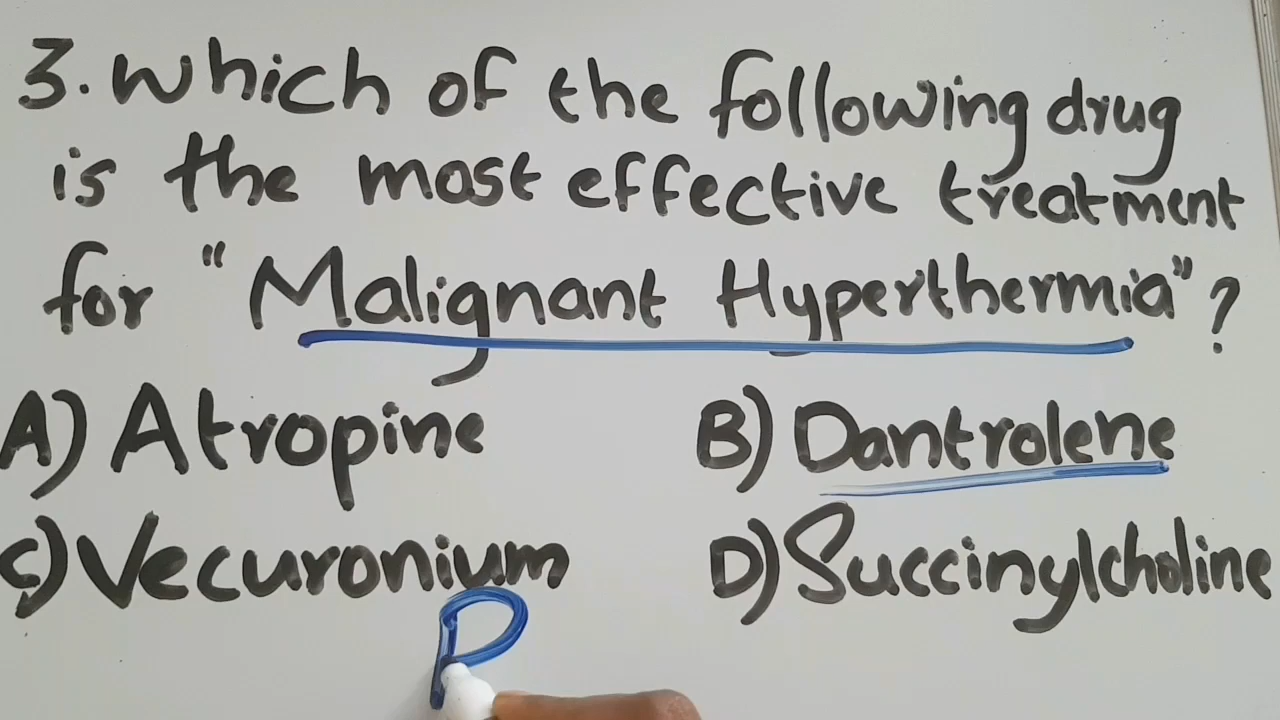 3. Which of the following drug
is the most effective treatment
for "Malignant Hyperthermia"?
A) Atropine B) Dantrolene
C) Vecuronium D) Succinylcholine
P